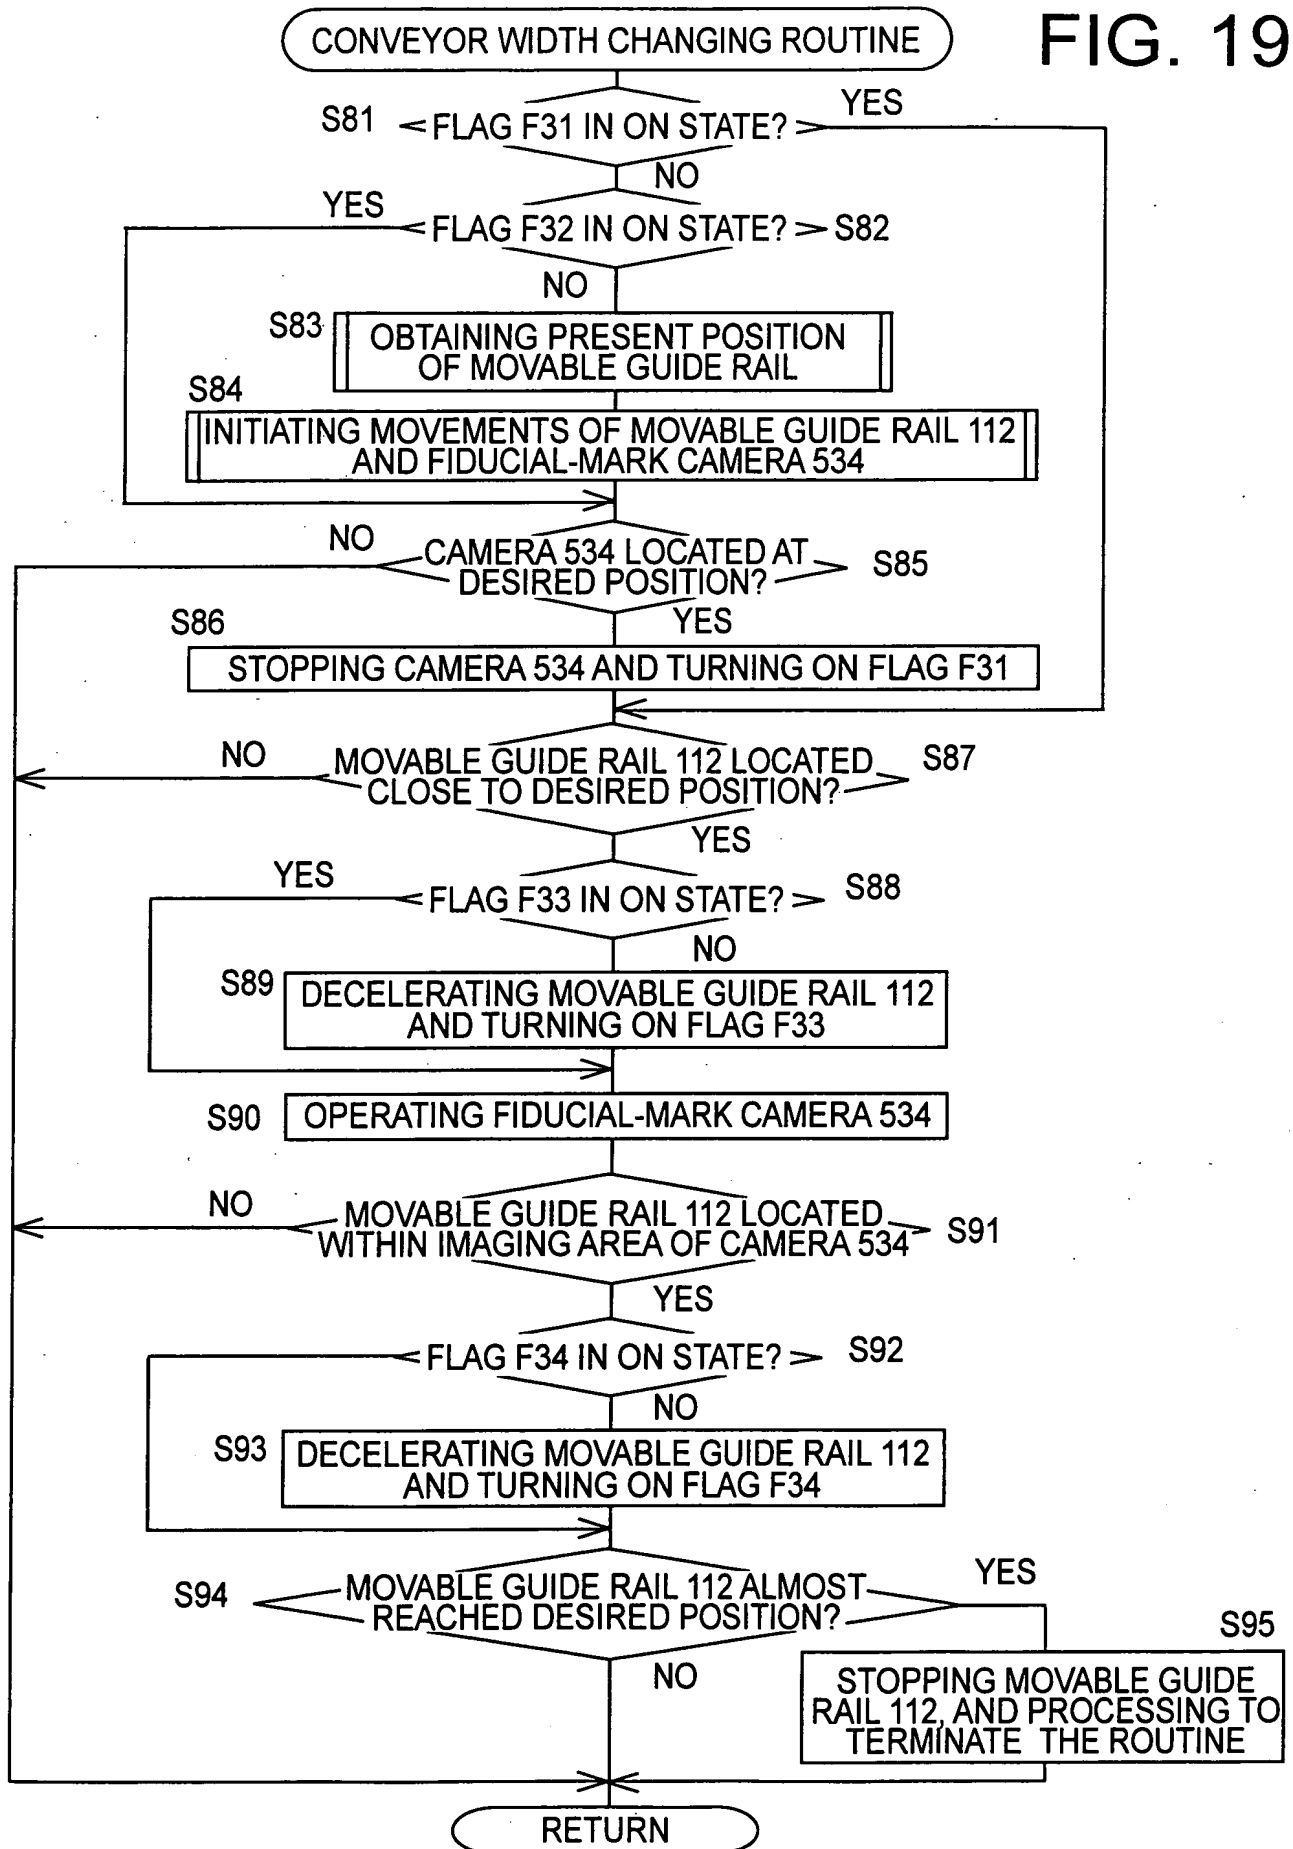 FIG. 19
CONVEYOR WIDTH CHANGING ROUTINE
S81
FLAG F31 IN ON STATE?
YES
NO
YES
FLAG F32 IN ON STATE?
S82
NO
S83
OBTAINING PRESENT POSITION
OF MOVABLE GUIDE RAIL
S84
INITIATING MOVEMENTS OF MOVABLE GUIDE RAIL 112
AND FIDUCIAL-MARK CAMERA 534
NO
CAMERA 534 LOCATED AT
DESIRED POSITION?
S85
YES
S86
STOPPING CAMERA 534 AND TURNING ON FLAG F31
NO
MOVABLE GUIDE RAIL 112 LOCATED
CLOSE TO DESIRED POSITION?
S87
YES
YES
FLAG F33 IN ON STATE?
S88
NO
S89
DECELERATING MOVABLE GUIDE RAIL 112
AND TURNING ON FLAG F33
S90
OPERATING FIDUCIAL-MARK CAMERA 534
NO
MOVABLE GUIDE RAIL 112 LOCATED
WITHIN IMAGING AREA OF CAMERA 534
S91
YES
FLAG F34 IN ON STATE?
S92
NO
S93
DECELERATING MOVABLE GUIDE RAIL 112
AND TURNING ON FLAG F34
S94
MOVABLE GUIDE RAIL 112 ALMOST
REACHED DESIRED POSITION?
YES
NO
S95
STOPPING MOVABLE GUIDE
RAIL 112, AND PROCESSING TO
TERMINATE THE ROUTINE
RETURN